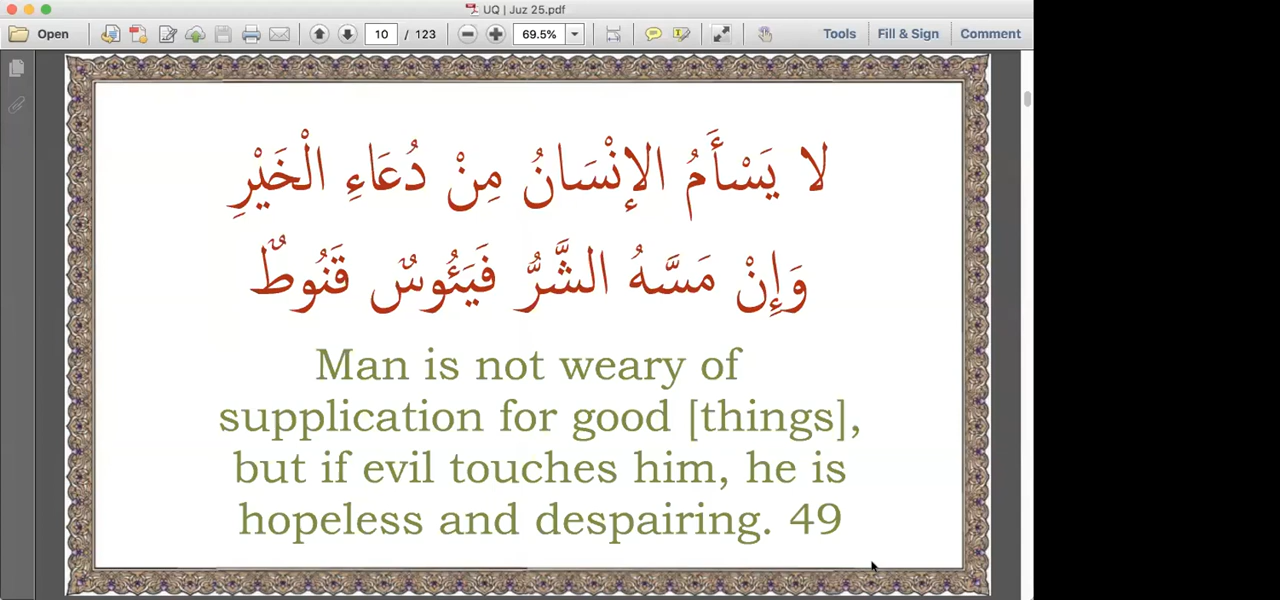 UQ | Juz 25.pdf
Open 10 / 123 69.5% Tools Fill & Sign Comment
لا يَسْأَمُ الإِنْسَانُ مِنْ دُعَاءِ الْخَيْرِ
وَإِنْ مَسَّهُ الشَّرُّ فَيَئُوسٌ قَنُوطٌ
Man is not weary of
supplication for good [things],
but if evil touches him, he is
hopeless and despairing. 49